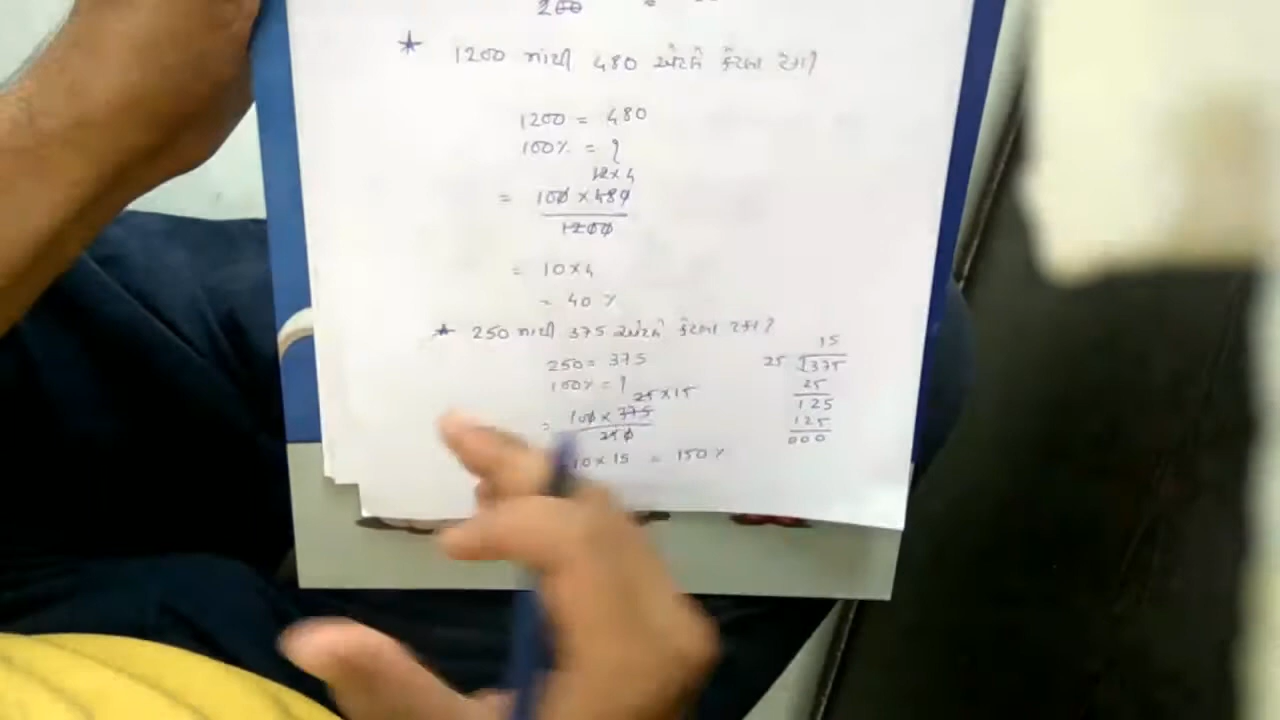 200
* 1200 માંથી 480 એટલે કેટલા ટકા?
1200 = 480
100% = ?
12×4
= 100 × 480
1200
= 10×4
= 40 %
* 250 માંથી 375 એટલે કેટલા ટકા?
250 = 375
100% = ?
25×15
= 100 × 375
250
10×15 = 150 %
15
25 √375
25
125
125
000